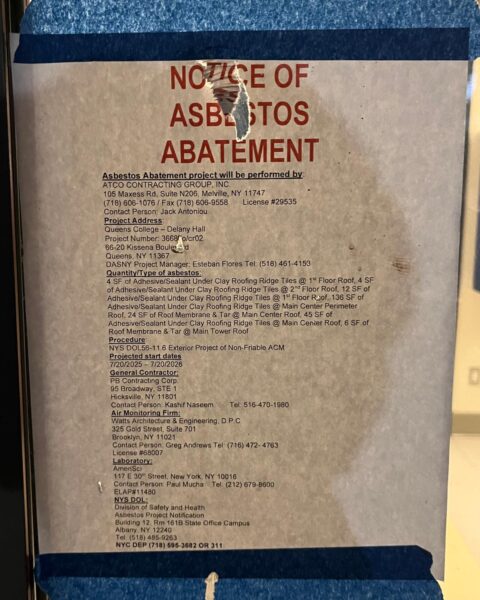 NOTICE OF
ASBESTOS
ABATEMENT
Asbestos Abatement project will be performed by:
ATCO CONTRACTING GROUP, INC.
105 Maxess Rd, Suite N206, Melville, NY 11747
(718) 606-1076 / Fax (718) 606-9558 License #29535
Contact Person: Jack Antoniou
Project Address:
Queens College – Delany Hall
Project Number:
66-20 Kissena Boulevard
Queens, NY 11367
DASNY Project Manager: Esteban Flores Tel: (518) 461-4153
Quantity/Type of asbestos:
4 SF of Adhesive/Sealant Under Clay Roofing Ridge Tiles @ 1st Floor Roof, 4 SF
of Adhesive/Sealant Under Clay Roofing Ridge Tiles @ 2nd Floor Roof, 12 SF of
Adhesive/Sealant Under Clay Roofing Ridge Tiles @ 1st Floor Roof, 136 SF of
Adhesive/Sealant Under Clay Roofing Ridge Tiles @ Main Center Perimeter
Roof, 24 SF of Roof Membrane & Tar @ Main Center Roof, 45 SF of
Adhesive/Sealant Under Clay Roofing Ridge Tiles @ Main Center Roof, 6 SF of
Roof Membrane & Tar @ Main Tower Roof
Procedure:
NYS DOL56-11.6 Exterior Project of Non-Friable ACM
Projected start dates
7/20/2025 – 7/20/2026
General Contractor:
PB Contracting Corp.
95 Broadway, STE 1
Hicksville, NY 11801
Contact Person: Kashif Naseem Tel: 516-470-1980
Air Monitoring Firm:
Watts Architecture & Engineering, D.P.C
325 Gold Street, Suite 701
Brooklyn, NY 11021
Contact Person: Greg Andrews Tel: (716) 472- 4763
License #68007
Laboratory:
AmeriSci
117 E 30th Street, New York, NY 10016
Contact Person: Paul Mucha Tel. (212) 679-8600
ELAP#11480
NYS DOL:
Division of Safety and Health
Asbestos Project Notification
Building 12, Rm 161B State Office Campus
Albany, NY 12240
Tel: (518) 485-9263
NYC DEP (718) 595-3682 OR 311